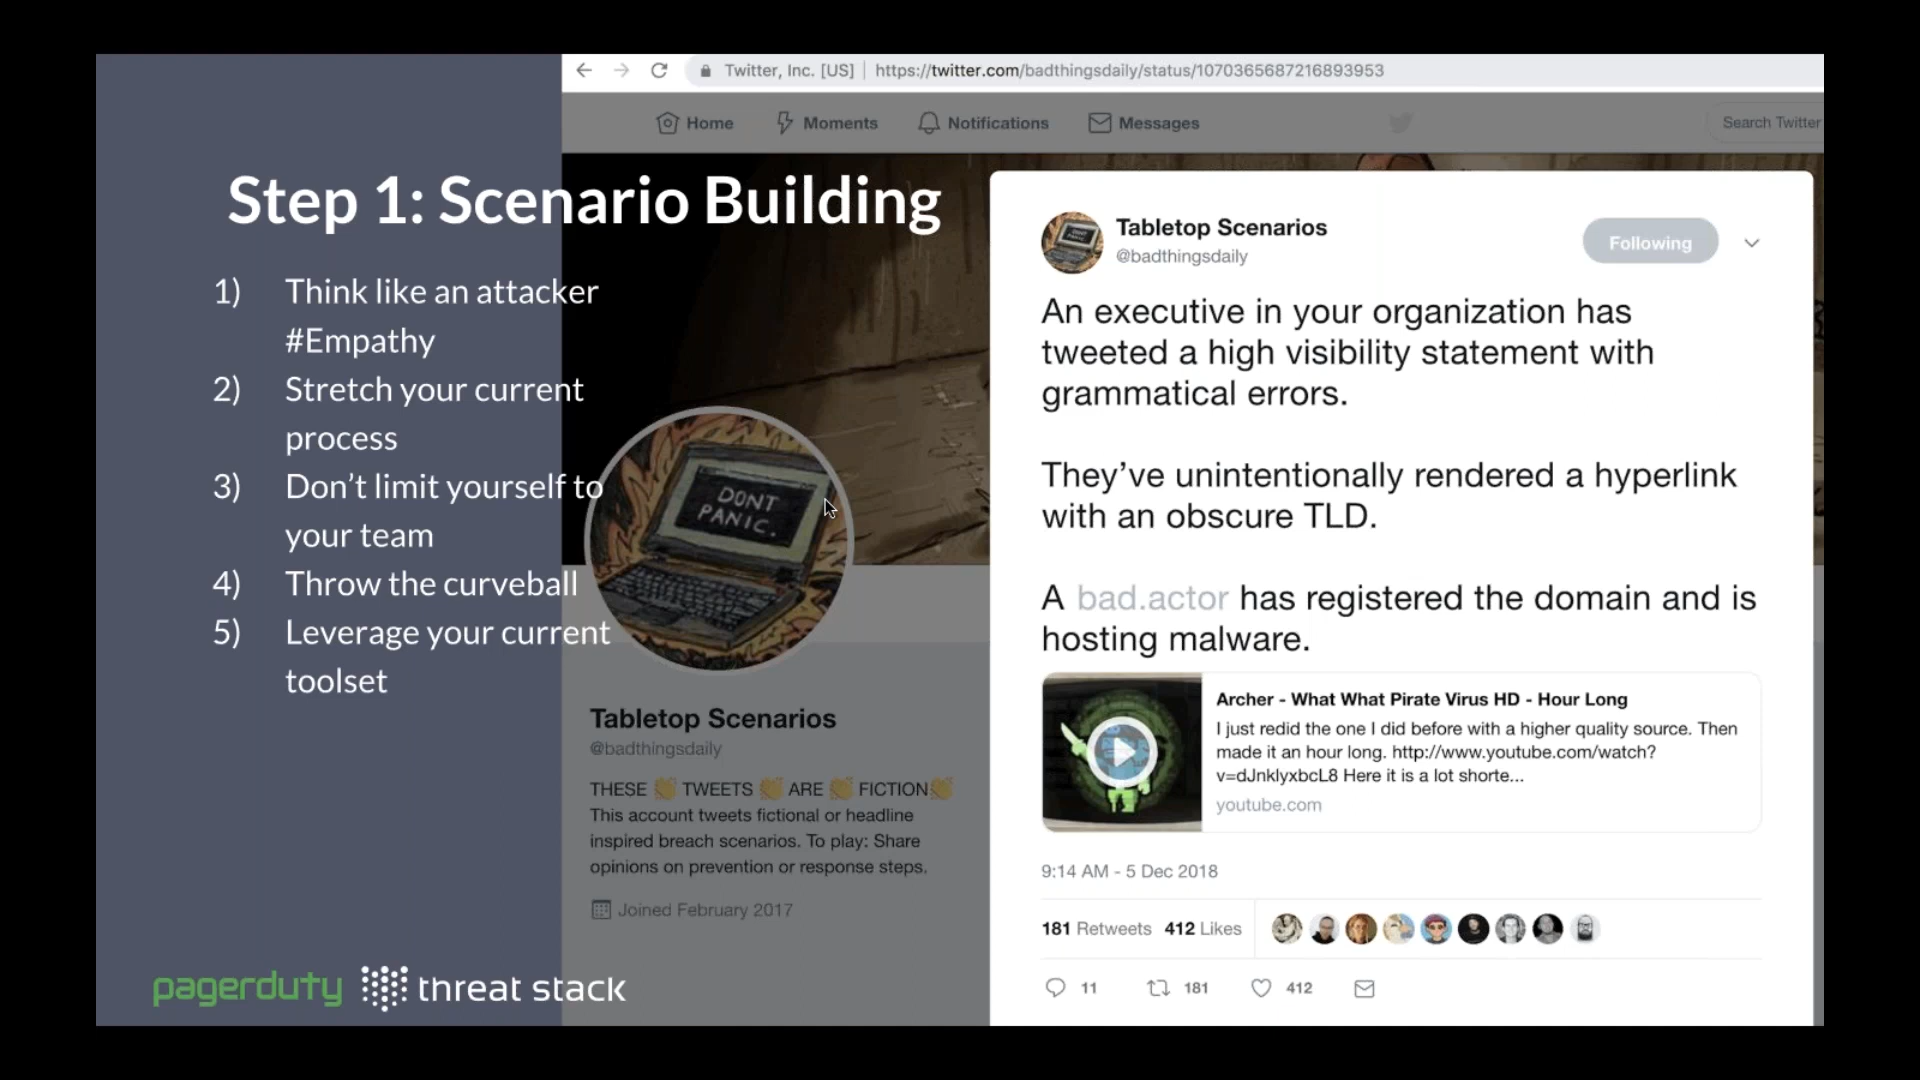 Twitter, Inc. [US] | https://twitter.com/badthingsdaily/status/1070365687216893953
Home Moments Notifications Messages Search Twitter
Step 1: Scenario Building
1) Think like an attacker
#Empathy
2) Stretch your current
process
3) Don’t limit yourself to
your team
4) Throw the curveball
5) Leverage your current
toolset
DONT
PANIC.
Tabletop Scenarios
@badthingsdaily
THESE 👏 TWEETS 👏 ARE 👏 FICTION👏
This account tweets fictional or headline
inspired breach scenarios. To play: Share
opinions on prevention or response steps.
Joined February 2017
pagerduty threat stack
Tabletop Scenarios
@badthingsdaily
Following
An executive in your organization has
tweeted a high visibility statement with
grammatical errors.
They’ve unintentionally rendered a hyperlink
with an obscure TLD.
A bad.actor has registered the domain and is
hosting malware.
Archer - What What Pirate Virus HD - Hour Long
I just redid the one I did before with a higher quality source. Then
made it an hour long. http://www.youtube.com/watch?
v=dJnklyxbcL8 Here it is a lot shorte...
youtube.com
9:14 AM - 5 Dec 2018
181 Retweets 412 Likes
11 181 412